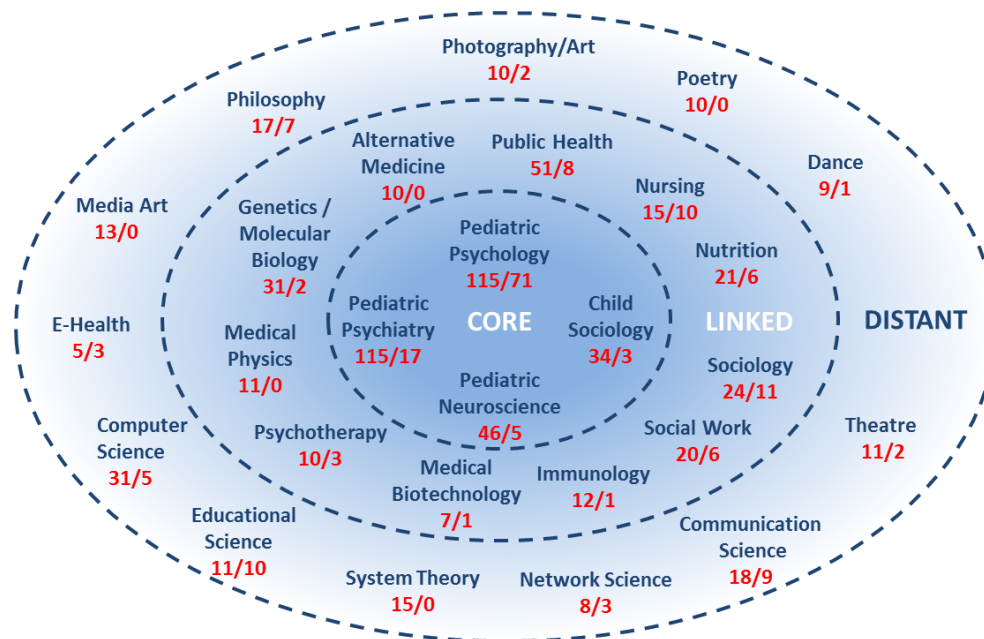 Photography/Art
10/2
Poetry
10/0
Philosophy
17/7
Alternative
Medicine
10/0
Public Health
51/8
Dance
9/1
Nursing
15/10
Media Art
13/0
Genetics /
Molecular
Biology
31/2
Pediatric
Psychology
115/71
Nutrition
21/6
E-Health
5/3
Medical
Physics
11/0
Pediatric
Psychiatry
115/17
CORE
Child
Sociology
34/3
LINKED
DISTANT
Sociology
24/11
Pediatric
Neuroscience
46/5
Computer
Science
31/5
Psychotherapy
10/3
Medical
Biotechnology
7/1
Immunology
12/1
Social Work
20/6
Theatre
11/2
Educational
Science
11/10
System Theory
15/0
Network Science
8/3
Communication
Science
18/9